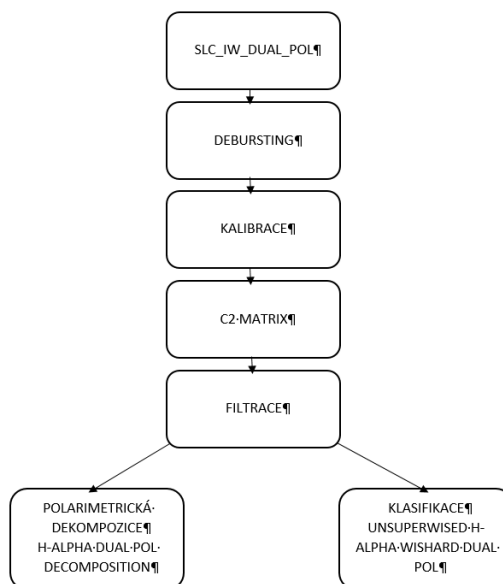 SLC_IW_DUAL_POL¶
DEBURSTING¶
KALIBRACE¶
C2·MATRIX¶
FILTRACE¶
POLARIMETRICKÁ·
DEKOMPOZICE¶
H-ALPHA·DUAL·POL·
DECOMPOSITION¶
KLASIFIKACE¶
UNSUPERWISED·H-
ALPHA·WISHARD·DUAL·
POL¶